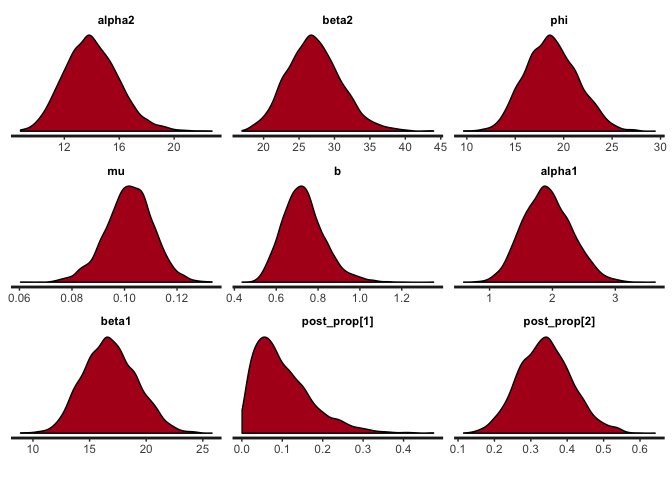 alpha2 beta2 phi
12 16 20 20 25 30 35 40 45 10 15 20 25 30
mu b alpha1
0.06 0.08 0.10 0.12 0.4 0.6 0.8 1.0 1.2 1 2 3
beta1 post_prop[1] post_prop[2]
10 15 20 25 0.0 0.1 0.2 0.3 0.4 0.1 0.2 0.3 0.4 0.5 0.6